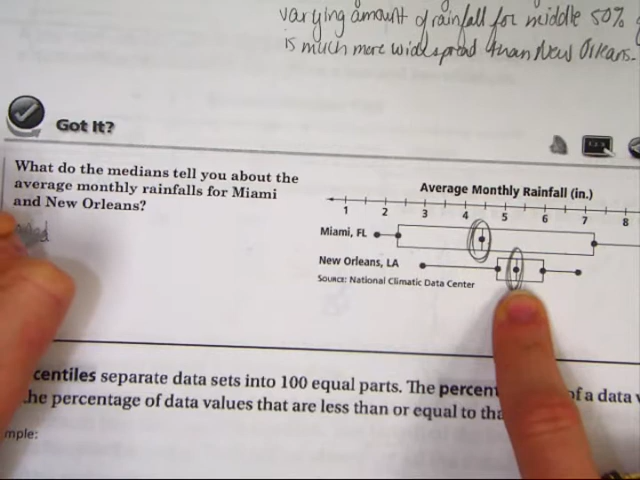 varying amount of rainfall for middle 50%
is much more widespread than New Orleans.
Got It?
What do the medians tell you about the
average monthly rainfalls for Miami
and New Orleans?
Average Monthly Rainfall (in.)
1 2 3 4 5 6 7 8
Miami, FL
New Orleans, LA
SOURCE: National Climatic Data Center
centiles separate data sets into 100 equal parts. The percent of a data
he percentage of data values that are less than or equal to tha
mple: